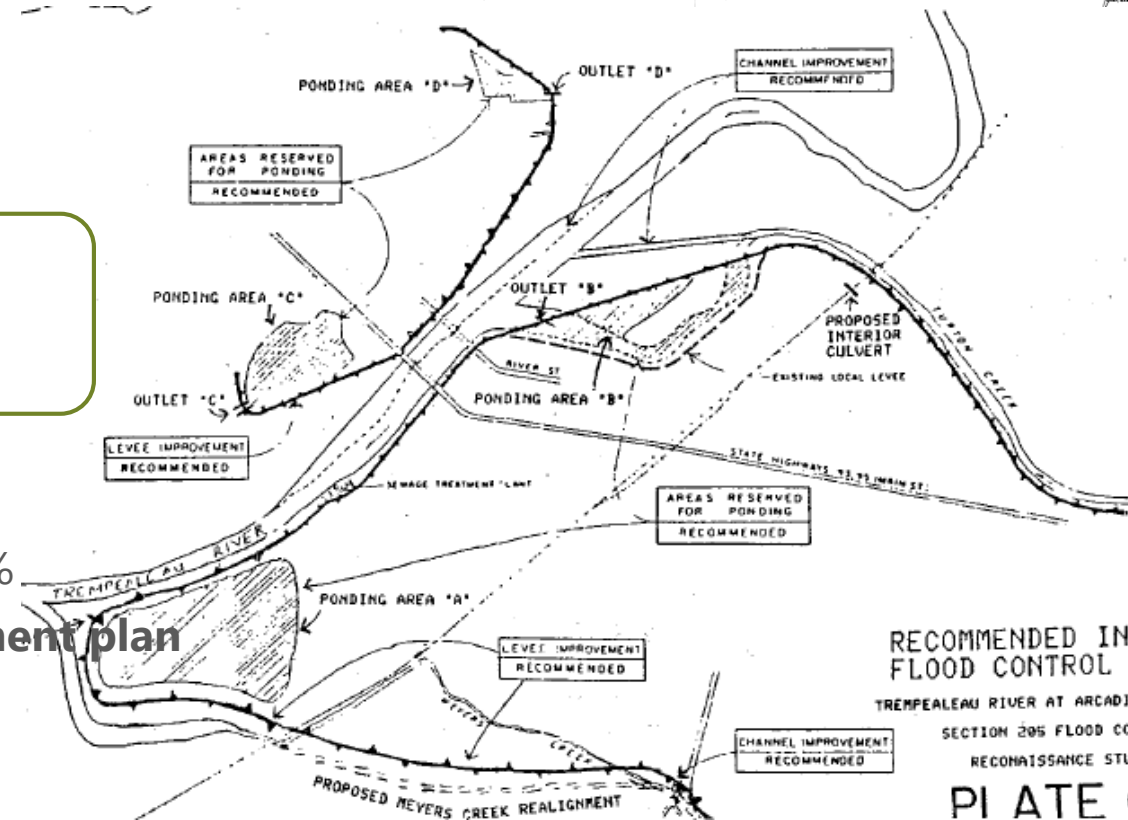 PONDING AREA "D"
OUTLET "D"
CHANNEL IMPROVEMENT
RECOMMENDED
AREAS RESERVED
FOR PONDING
RECOMMENDED
PONDING AREA "C"
OUTLET "B"
PROPOSED
INTERIOR
CULVERT
TURTON CREEK
RIVER ST
EXISTING LOCAL LEVEE
PONDING AREA "B"
OUTLET "C"
LEVEE IMPROVEMENT
RECOMMENDED
STATE HIGHWAYS 93,95 (MAIN ST)
SEWAGE TREATMENT PLANT
AREAS RESERVED
FOR PONDING
RECOMMENDED
TREMPEALEAU RIVER
%
PONDING AREA "A"
ment plan
LEVEE IMPROVEMENT
RECOMMENDED
MEYERS CREEK
CHANNEL IMPROVEMENT
RECOMMENDED
PROPOSED MEYERS CREEK REALIGNMENT
RECOMMENDED IN
FLOOD CONTROL
TREMPEALEAU RIVER AT ARCADI
SECTION 205 FLOOD CO
RECONAISSANCE STU
PLATE